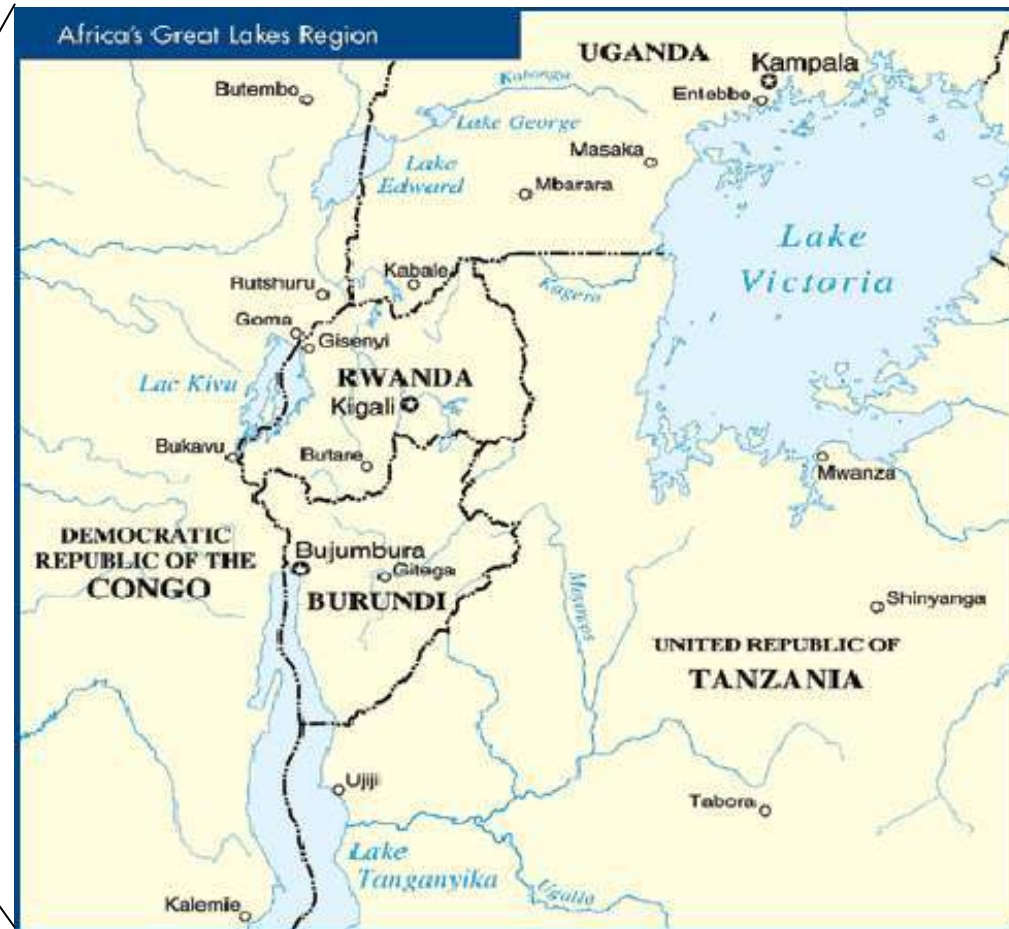 Africa's Great Lakes Region
UGANDA
Kampala
Butembo
Katonga
Entebbe
Lake George
Masaka
Lake
Edward
Mbarara
Lake
Victoria
Kabale
Rutshuru
Kagera
Goma
Gisenyi
Lac Kivu
RWANDA
Kigali
Bukavu
Butare
Mwanza
DEMOCRATIC
REPUBLIC OF THE
CONGO
Bujumbura
Gitega
BURUNDI
Shinyanga
UNITED REPUBLIC OF
TANZANIA
Ujiji
Tabora
Lake
Tanganyika
Ugalla
Kalemie